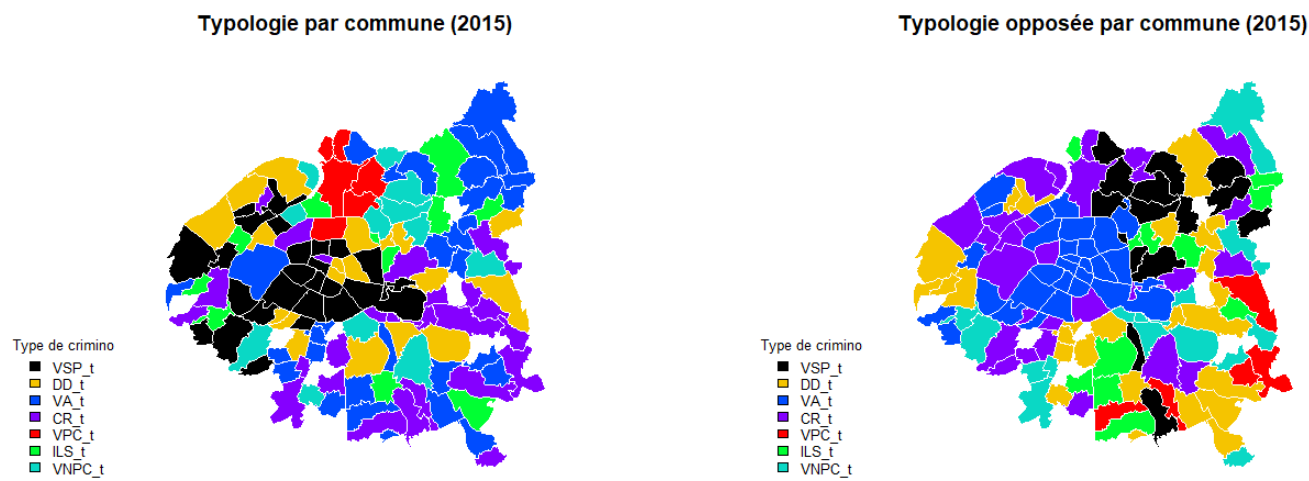 Typologie par commune (2015)
Type de crimino
VSP_t
DD_t
VA_t
CR_t
VPC_t
ILS_t
VNPC_t
Typologie opposée par commune (2015)
Type de crimino
VSP_t
DD_t
VA_t
CR_t
VPC_t
ILS_t
VNPC_t